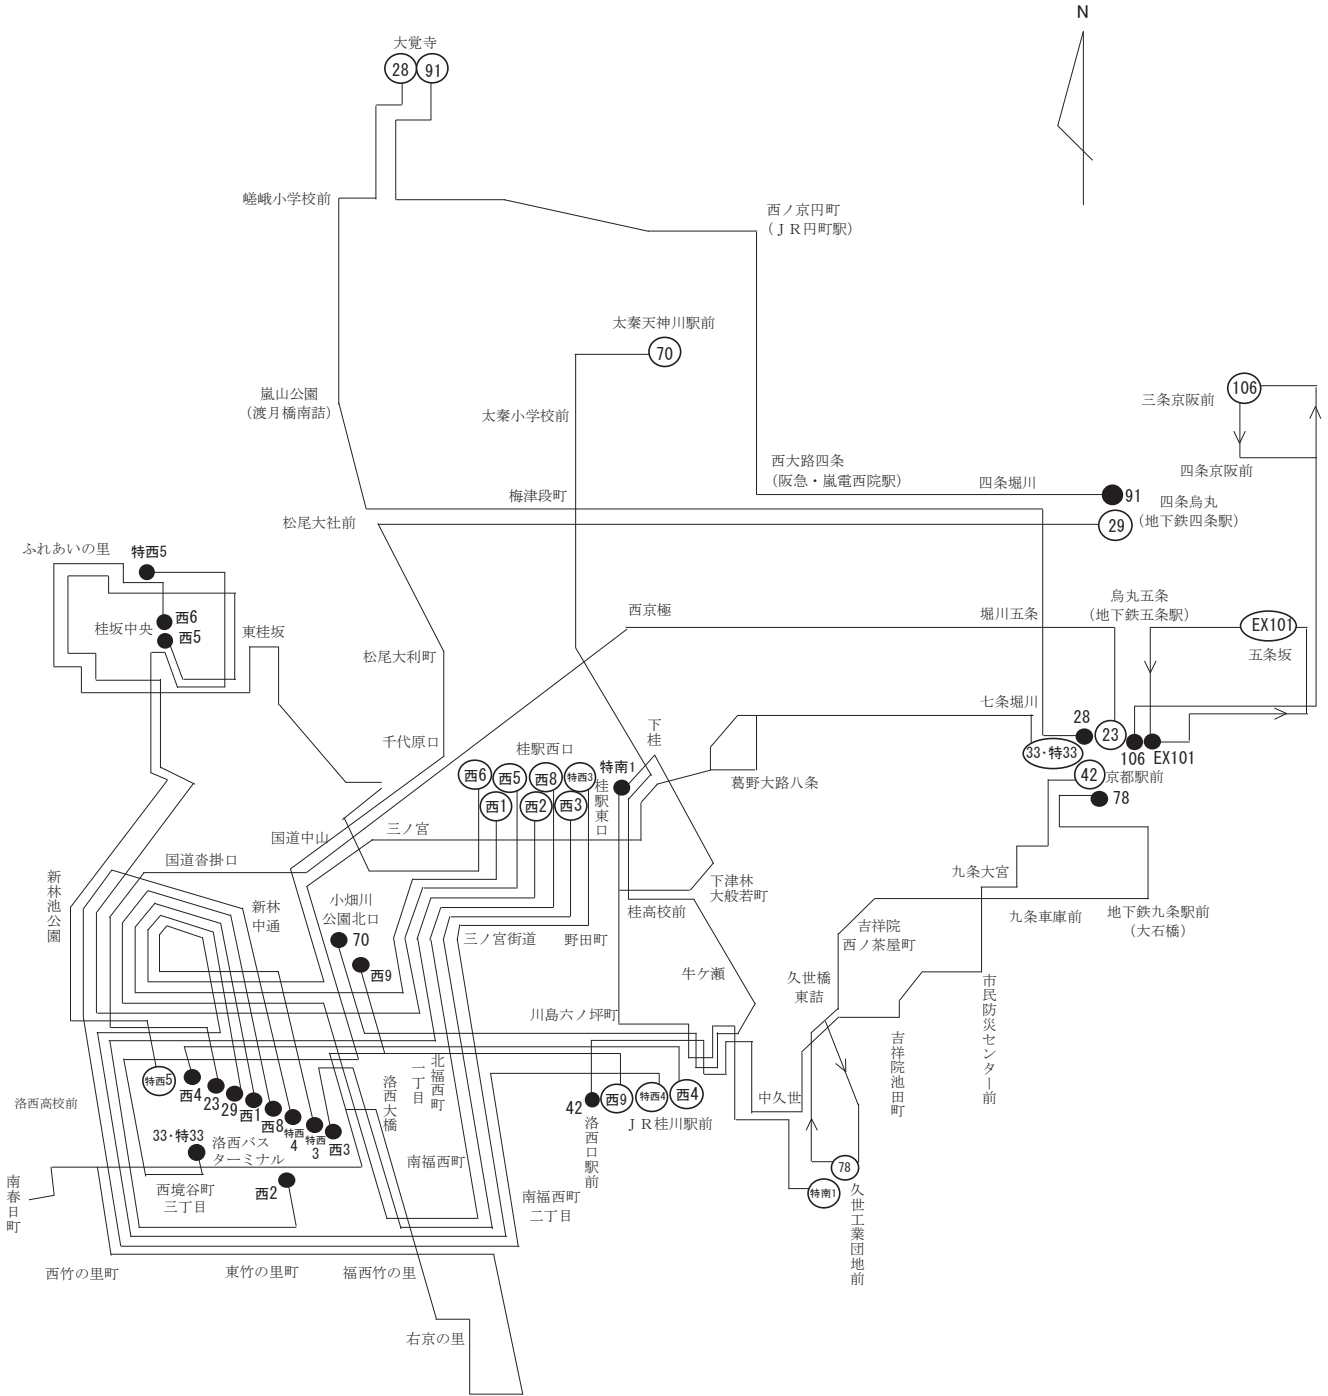 N
大覚寺
28
91
嵯峨小学校前
西ノ京円町
（ＪＲ円町駅）
太秦天神川駅前
70
106
三条京阪前
嵐山公園
（渡月橋南詰）
太秦小学校前
四条京阪前
西大路四条
（阪急・嵐電西院駅）
四条堀川
91
四条烏丸
（地下鉄四条駅）
29
梅津段町
松尾大社前
ふれあいの里
特西5
西6
西5
桂坂中央
東桂坂
西京極
堀川五条
烏丸五条
（地下鉄五条駅）
EX101
五条坂
松尾大利町
七条堀川
28
23
106
EX101
33・特33
42
京都駅前
78
下桂
千代原口
桂駅西口
西6
西5
西8
特西3
西1
西2
西3
特南1
桂駅東口
葛野大路八条
国道中山
三ノ宮
国道沓掛口
新林池公園
新林
中通
小畑川
公園北口
70
西9
三ノ宮街道
野田町
下津林
大般若町
桂高校前
九条大宮
九条車庫前
地下鉄九条駅前
（大石橋）
吉祥院
西ノ茶屋町
牛ケ瀬
久世橋
東詰
市民防災センター前
川島六ノ坪町
吉祥院池田町
北福西町
一丁目
洛西大橋
特西5
西4
23
29
西1
西8
特西
4
特西
3
西3
洛西高校前
33・特33
洛西バス
ターミナル
42
西9
特西4
西4
洛西口駅前
ＪＲ桂川駅前
中久世
78
特南1
久世工業団地前
南福西町
南春日町
西境谷町
三丁目
西2
南福西町
二丁目
西竹の里町
東竹の里町
福西竹の里
右京の里